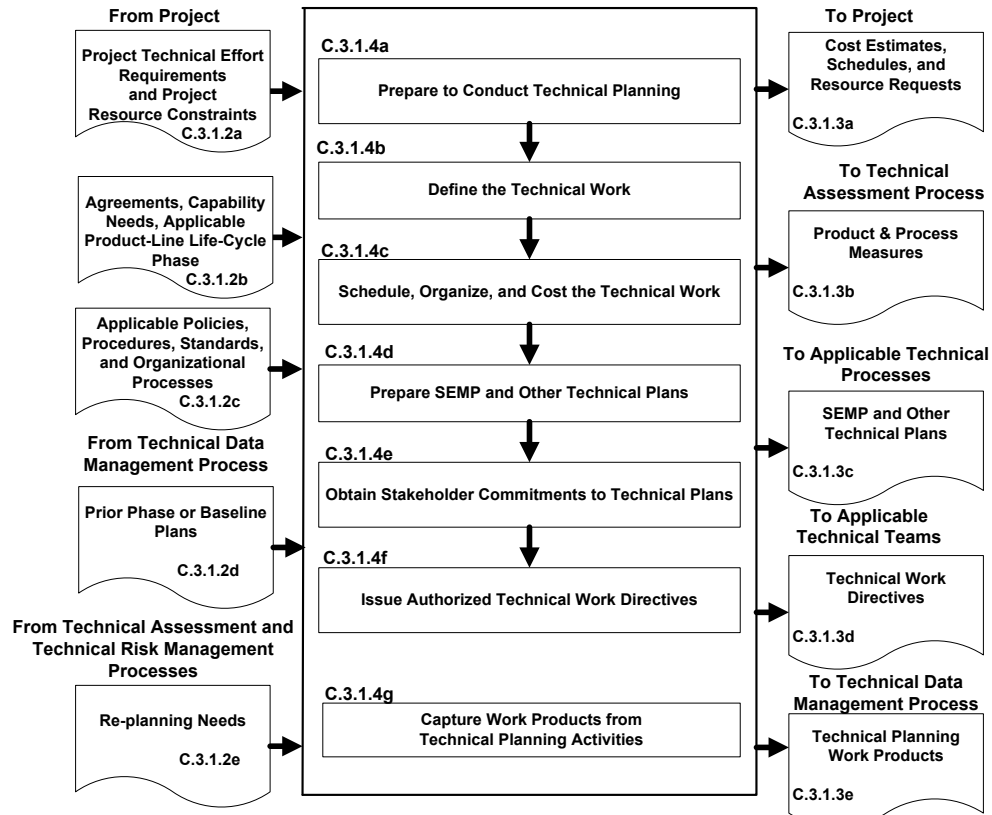 From Project
Project Technical Effort
Requirements
and Project
Resource Constraints
C.3.1.2a
Agreements, Capability
Needs, Applicable
Product-Line Life-Cycle
Phase
C.3.1.2b
Applicable Policies,
Procedures, Standards,
and Organizational
Processes
C.3.1.2c
From Technical Data
Management Process
Prior Phase or Baseline
Plans
C.3.1.2d
From Technical Assessment and
Technical Risk Management
Processes
Re-planning Needs
C.3.1.2e
C.3.1.4a
Prepare to Conduct Technical Planning
C.3.1.4b
Define the Technical Work
C.3.1.4c
Schedule, Organize, and Cost the Technical Work
C.3.1.4d
Prepare SEMP and Other Technical Plans
C.3.1.4e
Obtain Stakeholder Commitments to Technical Plans
C.3.1.4f
Issue Authorized Technical Work Directives
C.3.1.4g
Capture Work Products from
Technical Planning Activities
To Project
Cost Estimates,
Schedules, and
Resource Requests
C.3.1.3a
To Technical
Assessment Process
Product & Process
Measures
C.3.1.3b
To Applicable Technical
Processes
SEMP and Other
Technical Plans
C.3.1.3c
To Applicable
Technical Teams
Technical Work
Directives
C.3.1.3d
To Technical Data
Management Process
Technical Planning
Work Products
C.3.1.3e